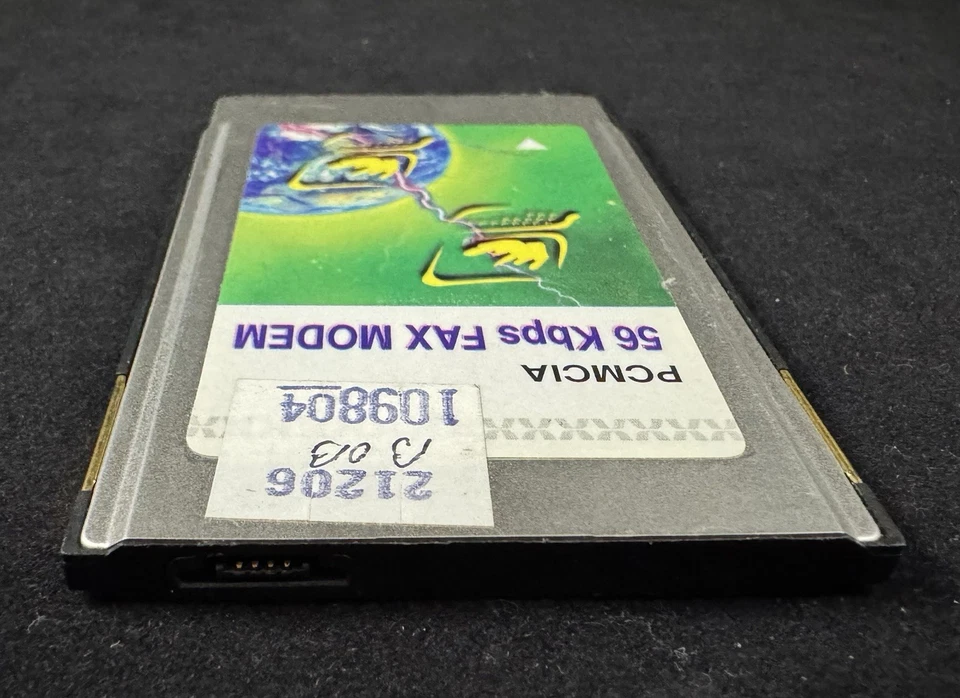 21206
109804
PCMCIA
56 Kbps FAX MODEM